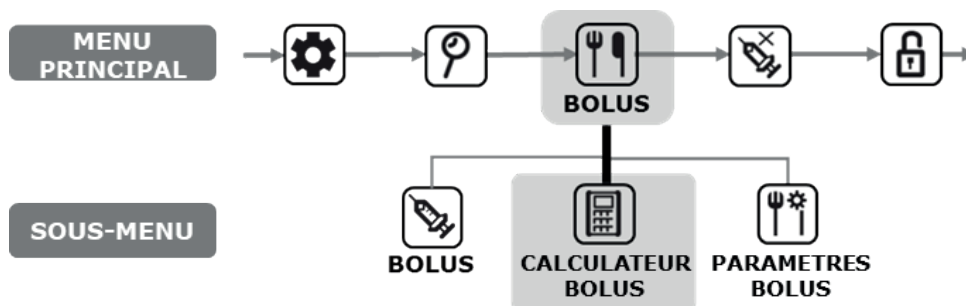 MENU
PRINCIPAL
BOLUS
SOUS-MENU
BOLUS
CALCULATEUR
BOLUS
PARAMETRES
BOLUS